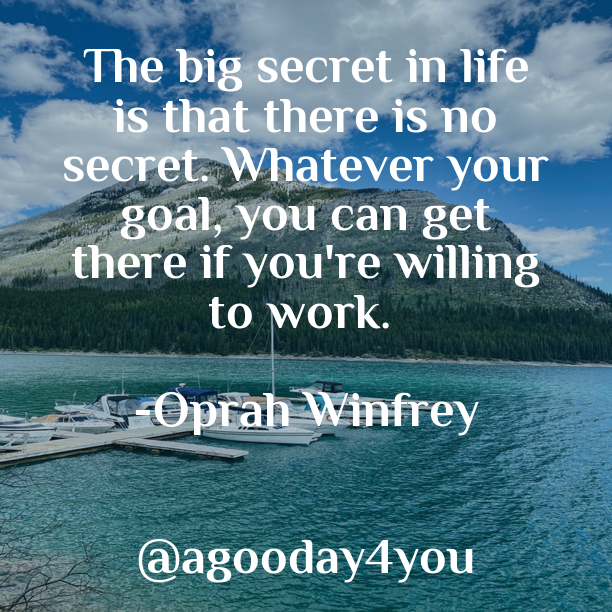 The big secret in life
is that there is no
secret. Whatever your
goal, you can get
there if you're willing
to work.
-Oprah Winfrey
@agooday4you